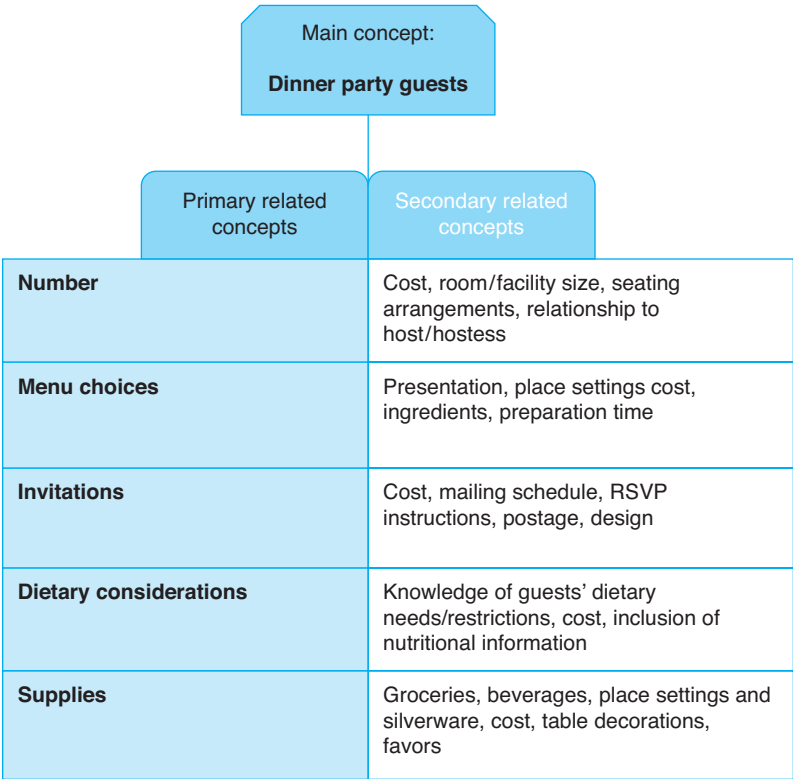 Main concept:
Dinner party guests
Primary related
concepts
Secondary related
concepts
Number
Cost, room/facility size, seating
arrangements, relationship to
host/hostess
Menu choices
Presentation, place settings cost,
ingredients, preparation time
Invitations
Cost, mailing schedule, RSVP
instructions, postage, design
Dietary considerations
Knowledge of guests’ dietary
needs/restrictions, cost, inclusion of
nutritional information
Supplies
Groceries, beverages, place settings and
silverware, cost, table decorations,
favors